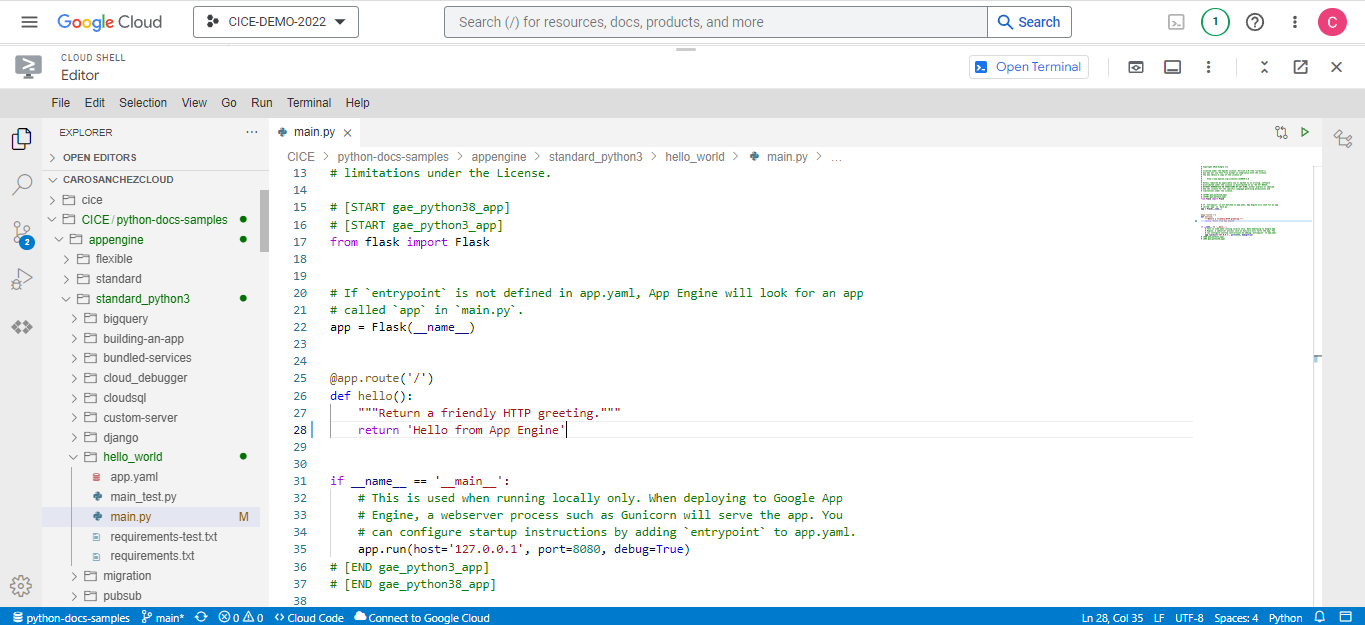 Google Cloud
CICE-DEMO-2022
Search (/) for resources, docs, products, and more
Search
1
C
CLOUD SHELL
Editor
Open Terminal
File Edit Selection View Go Run Terminal Help
EXPLORER
OPEN EDITORS
CAROSANCHEZCLOUD
cice
CICE / python-docs-samples
appengine
flexible
standard
standard_python3
bigquery
building-an-app
bundled-services
cloud_debugger
cloudsql
custom-server
django
hello_world
app.yaml
main_test.py
main.py M
requirements-test.txt
requirements.txt
migration
pubsub
2
main.py
CICE > python-docs-samples > appengine > standard_python3 > hello_world > main.py > ...
13 # limitations under the License.
14
15 # [START gae_python38_app]
16 # [START gae_python3_app]
17 from flask import Flask
18
19
20 # If `entrypoint` is not defined in app.yaml, App Engine will look for an app
21 # called `app` in `main.py`.
22 app = Flask(__name__)
23
24
25 @app.route('/')
26 def hello():
27 """Return a friendly HTTP greeting."""
28 return 'Hello from App Engine'
29
30
31 if __name__ == '__main__':
32 # This is used when running locally only. When deploying to Google App
33 # Engine, a webserver process such as Gunicorn will serve the app. You
34 # can configure startup instructions by adding `entrypoint` to app.yaml.
35 app.run(host='127.0.0.1', port=8080, debug=True)
36 # [END gae_python3_app]
37 # [END gae_python38_app]
38
python-docs-samples main* 0 0 Cloud Code Connect to Google Cloud Ln 28, Col 35 LF UTF-8 Spaces: 4 Python